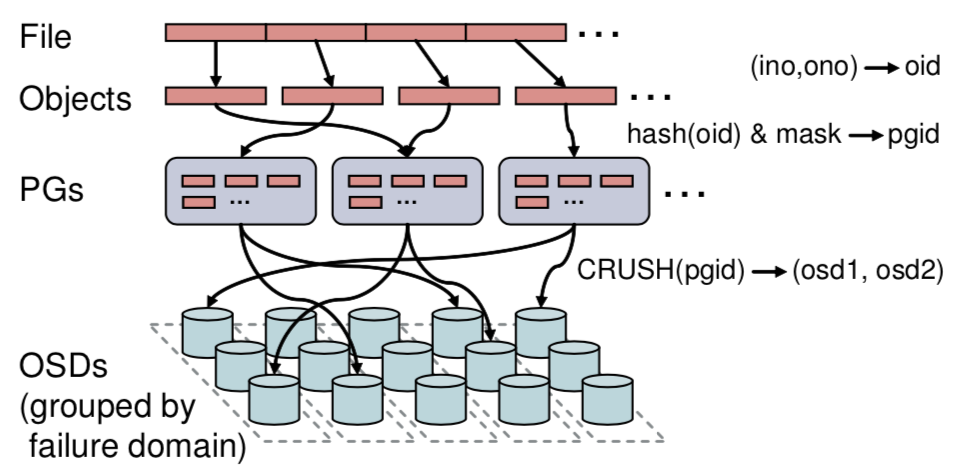 File
...
(ino,ono) → oid
Objects
...
hash(oid) & mask → pgid
PGs
...
...
...
...
CRUSH(pgid) → (osd1, osd2)
OSDs
(grouped by
failure domain)